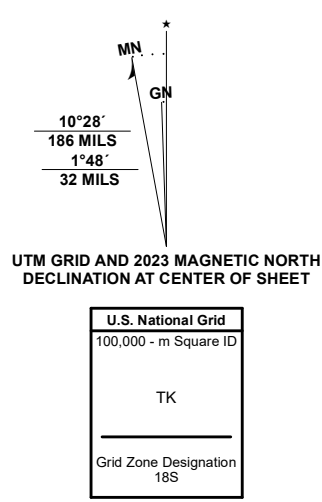 ★
MN
GN
10°28´
186 MILS
1°48´
32 MILS
UTM GRID AND 2023 MAGNETIC NORTH
DECLINATION AT CENTER OF SHEET
U.S. National Grid
100,000 - m Square ID
TK
Grid Zone Designation
18S